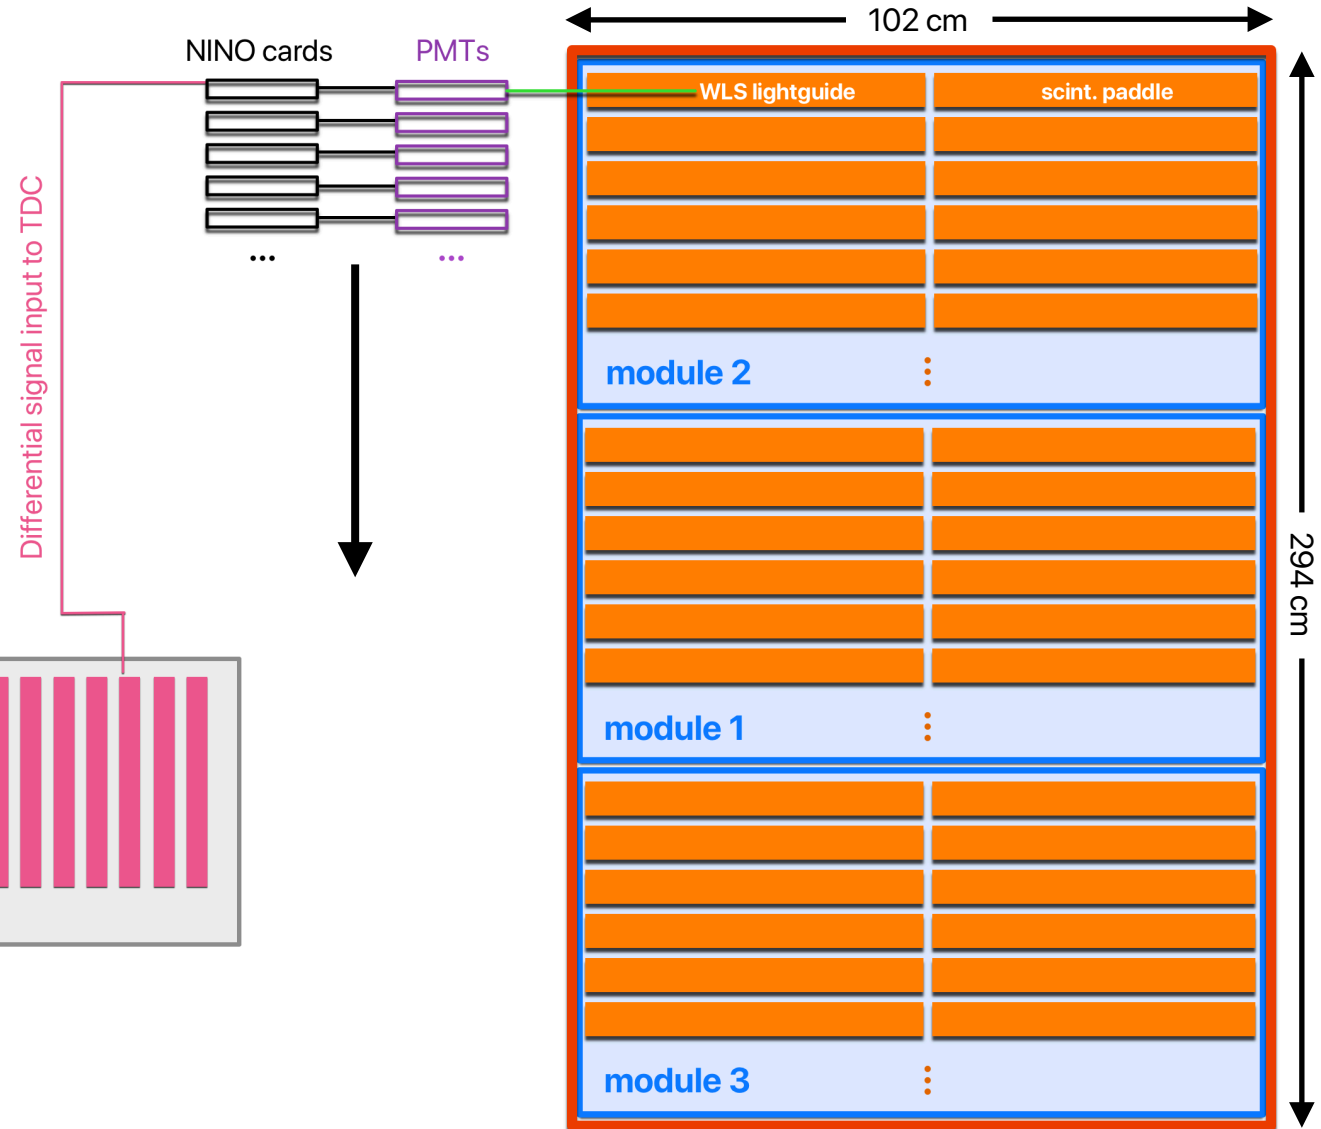 102 cm
NINO cards
PMTs
WLS lightguide
scint. paddle
...
...
module 2
Differential signal input to TDC
module 1
294 cm
module 3